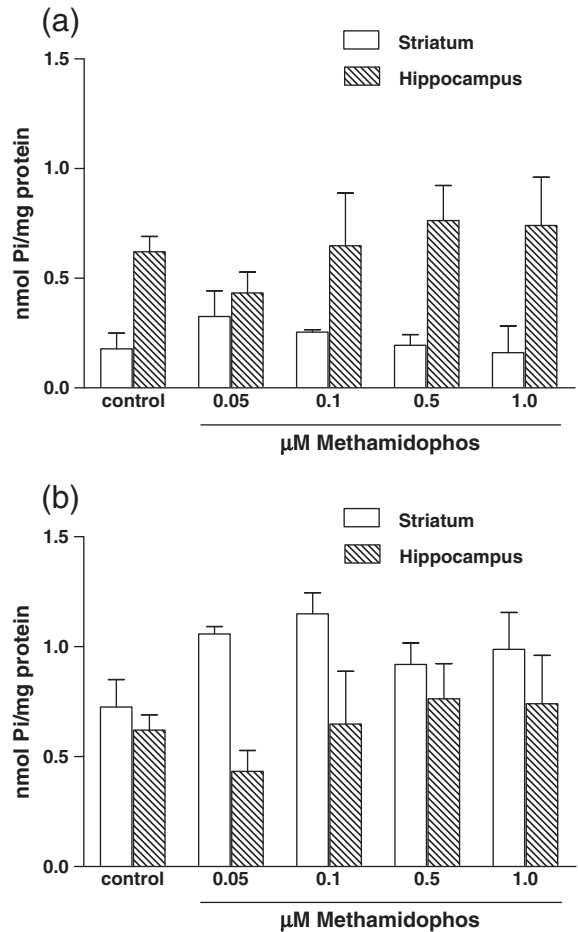 (a)
1.5
Striatum
Hippocampus
1.0
nmol Pi/mg protein
0.5
0.0
control 0.05 0.1 0.5 1.0
µM Methamidophos
(b)
1.5
Striatum
Hippocampus
1.0
nmol Pi/mg protein
0.5
0.0
control 0.05 0.1 0.5 1.0
µM Methamidophos